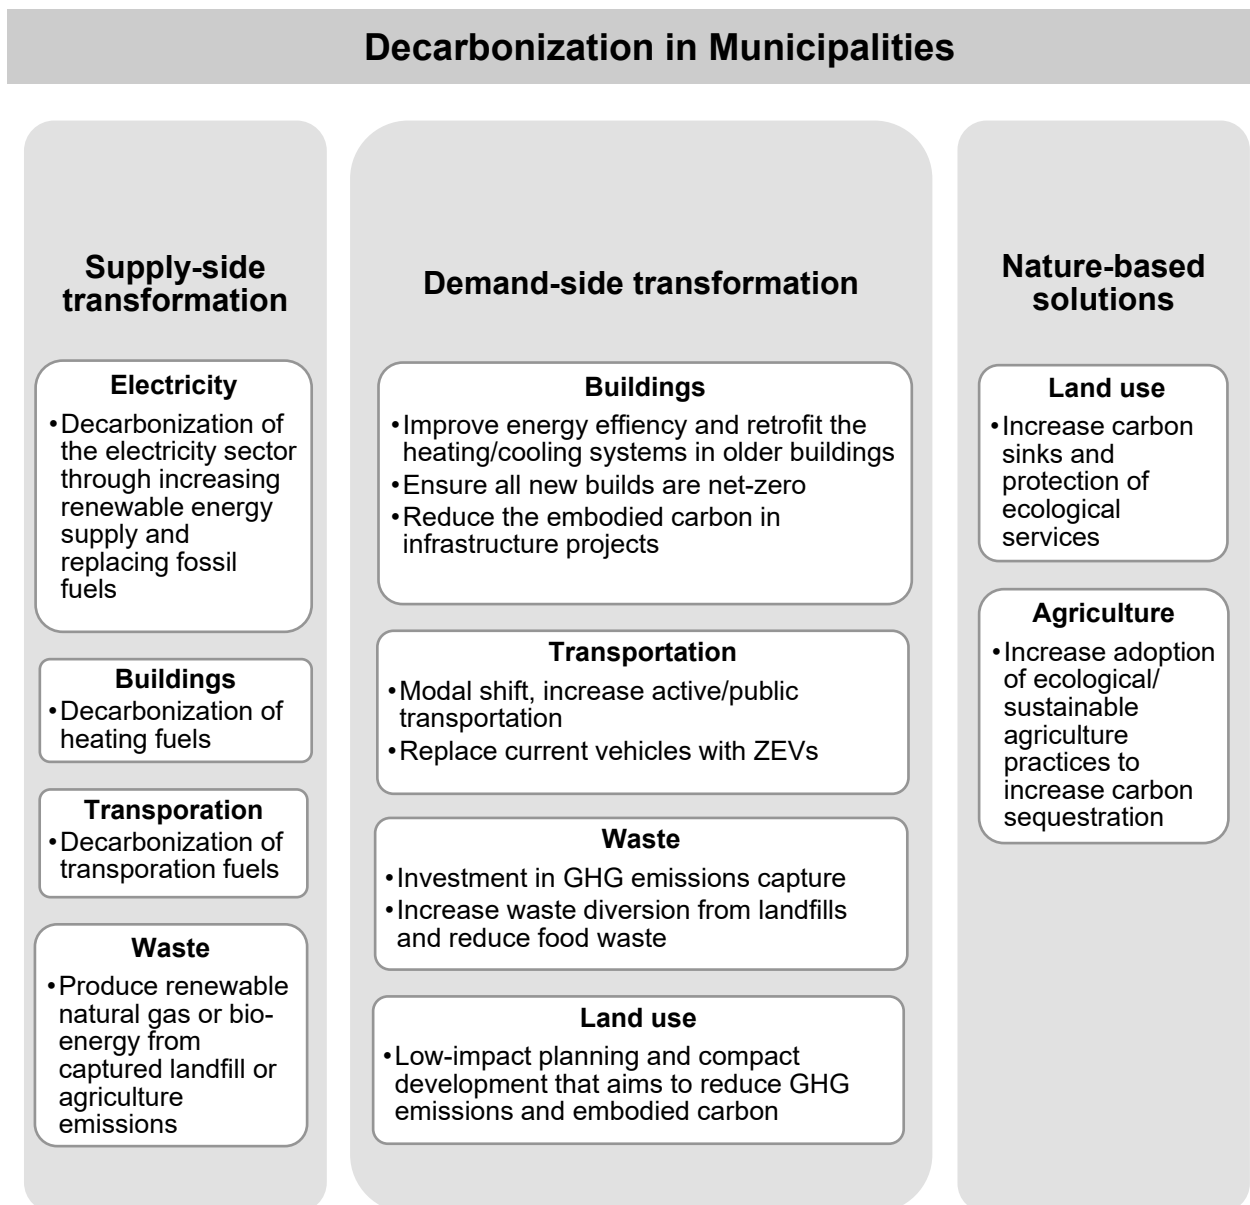 Decarbonization in Municipalities
Supply-side
transformation
Electricity
•Decarbonization of
the electricity sector
through increasing
renewable energy
supply and
replacing fossil
fuels
Buildings
•Decarbonization of
heating fuels
Transporation
•Decarbonization of
transporation fuels
Waste
•Produce renewable
natural gas or bio-
energy from
captured landfill or
agriculture
emissions
Demand-side transformation
Buildings
•Improve energy effiency and retrofit the
heating/cooling systems in older buildings
•Ensure all new builds are net-zero
•Reduce the embodied carbon in
infrastructure projects
Transportation
•Modal shift, increase active/public
transportation
•Replace current vehicles with ZEVs
Waste
•Investment in GHG emissions capture
•Increase waste diversion from landfills
and reduce food waste
Land use
•Low-impact planning and compact
development that aims to reduce GHG
emissions and embodied carbon
Nature-based
solutions
Land use
•Increase carbon
sinks and
protection of
ecological
services
Agriculture
•Increase adoption
of ecological/
sustainable
agriculture
practices to
increase carbon
sequestration